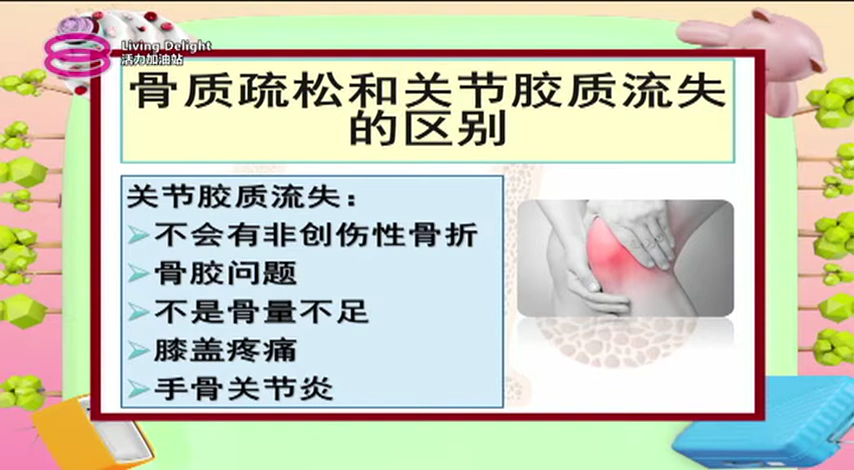 Living Delight
活力加油站
骨质疏松和关节胶质流失
的区别
关节胶质流失：
➢不会有非创伤性骨折
➢骨胶问题
➢不是骨量不足
➢膝盖疼痛
➢手骨关节炎